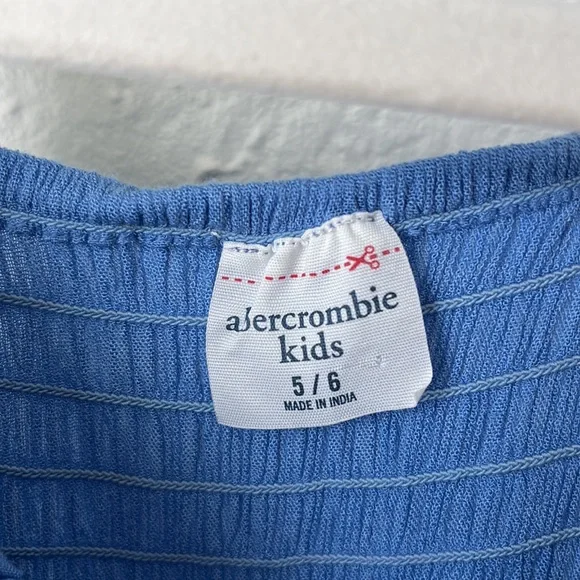 abercrombie
kids
5 / 6
MADE IN INDIA